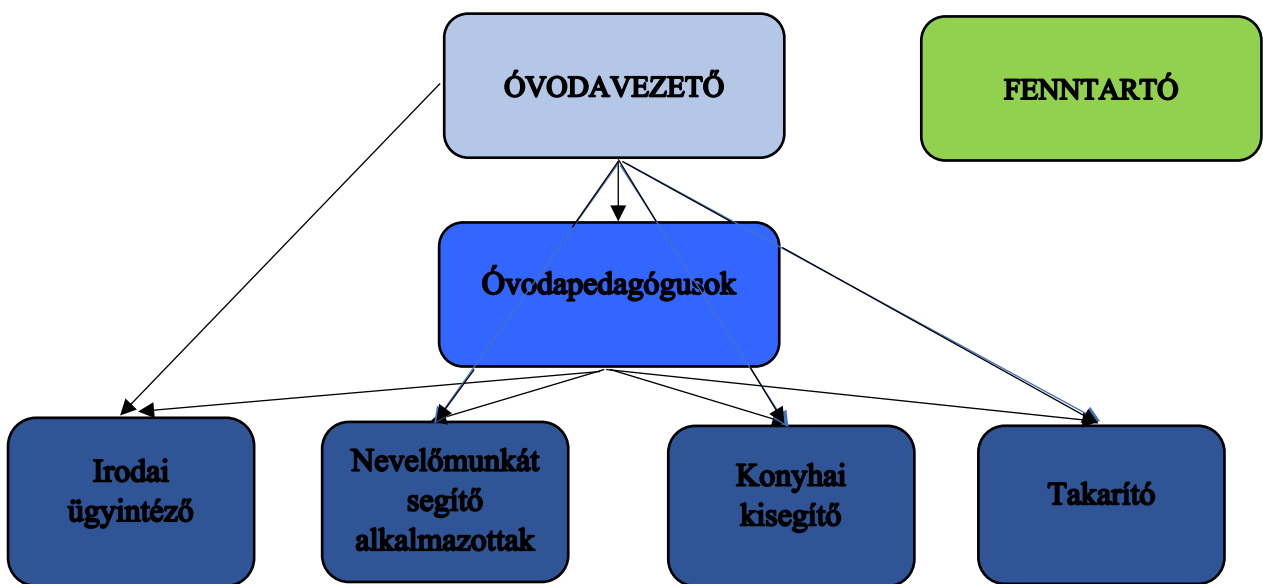 ÓVODAVEZETŐ
FENNTARTÓ
Óvodapedagógusok
Irodai
ügyintéző
Nevelőmunkát
segítő
alkalmazottak
Konyhai
kisegítő
Takarító